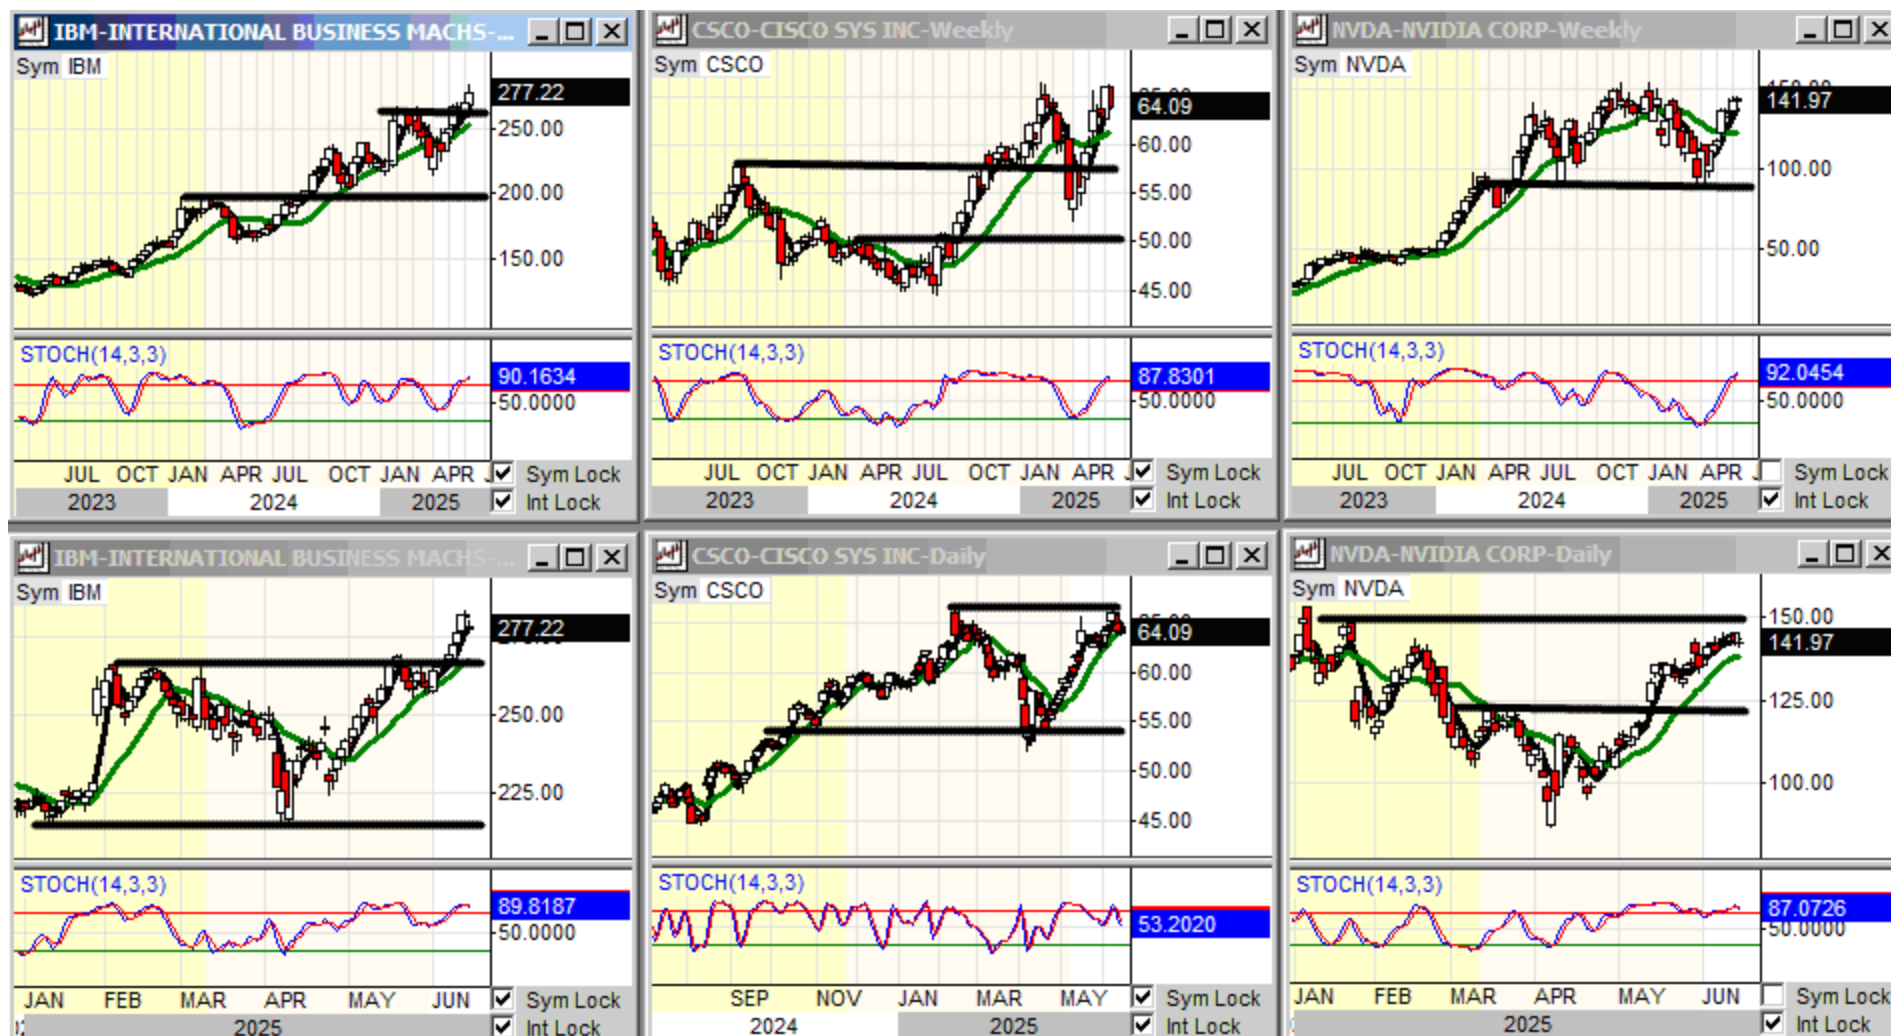 IBM-INTERNATIONAL BUSINESS MACHS-...
Sym IBM
277.22
250.00
200.00
150.00
STOCH(14,3,3)
90.1634
50.0000
JUL OCT JAN APR JUL OCT JAN APR
Sym Lock
2023 2024 2025
Int Lock
CSCO-CISCO SYS INC-Weekly
Sym CSCO
64.09
60.00
55.00
50.00
45.00
STOCH(14,3,3)
87.8301
50.0000
JUL OCT JAN APR JUL OCT JAN APR
Sym Lock
2023 2024 2025
Int Lock
NVDA-NVIDIA CORP-Weekly
Sym NVDA
150.00
141.97
100.00
50.00
STOCH(14,3,3)
92.0454
50.0000
JUL OCT JAN APR JUL OCT JAN APR
Sym Lock
2023 2024 2025
Int Lock
IBM-INTERNATIONAL BUSINESS MACHS-...
Sym IBM
277.22
250.00
225.00
STOCH(14,3,3)
89.8187
50.0000
JAN FEB MAR APR MAY JUN
Sym Lock
2025
Int Lock
CSCO-CISCO SYS INC-Daily
Sym CSCO
64.09
60.00
55.00
50.00
45.00
STOCH(14,3,3)
53.2020
SEP NOV JAN MAR MAY
Sym Lock
2024 2025
Int Lock
NVDA-NVIDIA CORP-Daily
Sym NVDA
150.00
141.97
125.00
100.00
STOCH(14,3,3)
87.0726
50.0000
JAN FEB MAR APR MAY JUN
Sym Lock
2025
Int Lock